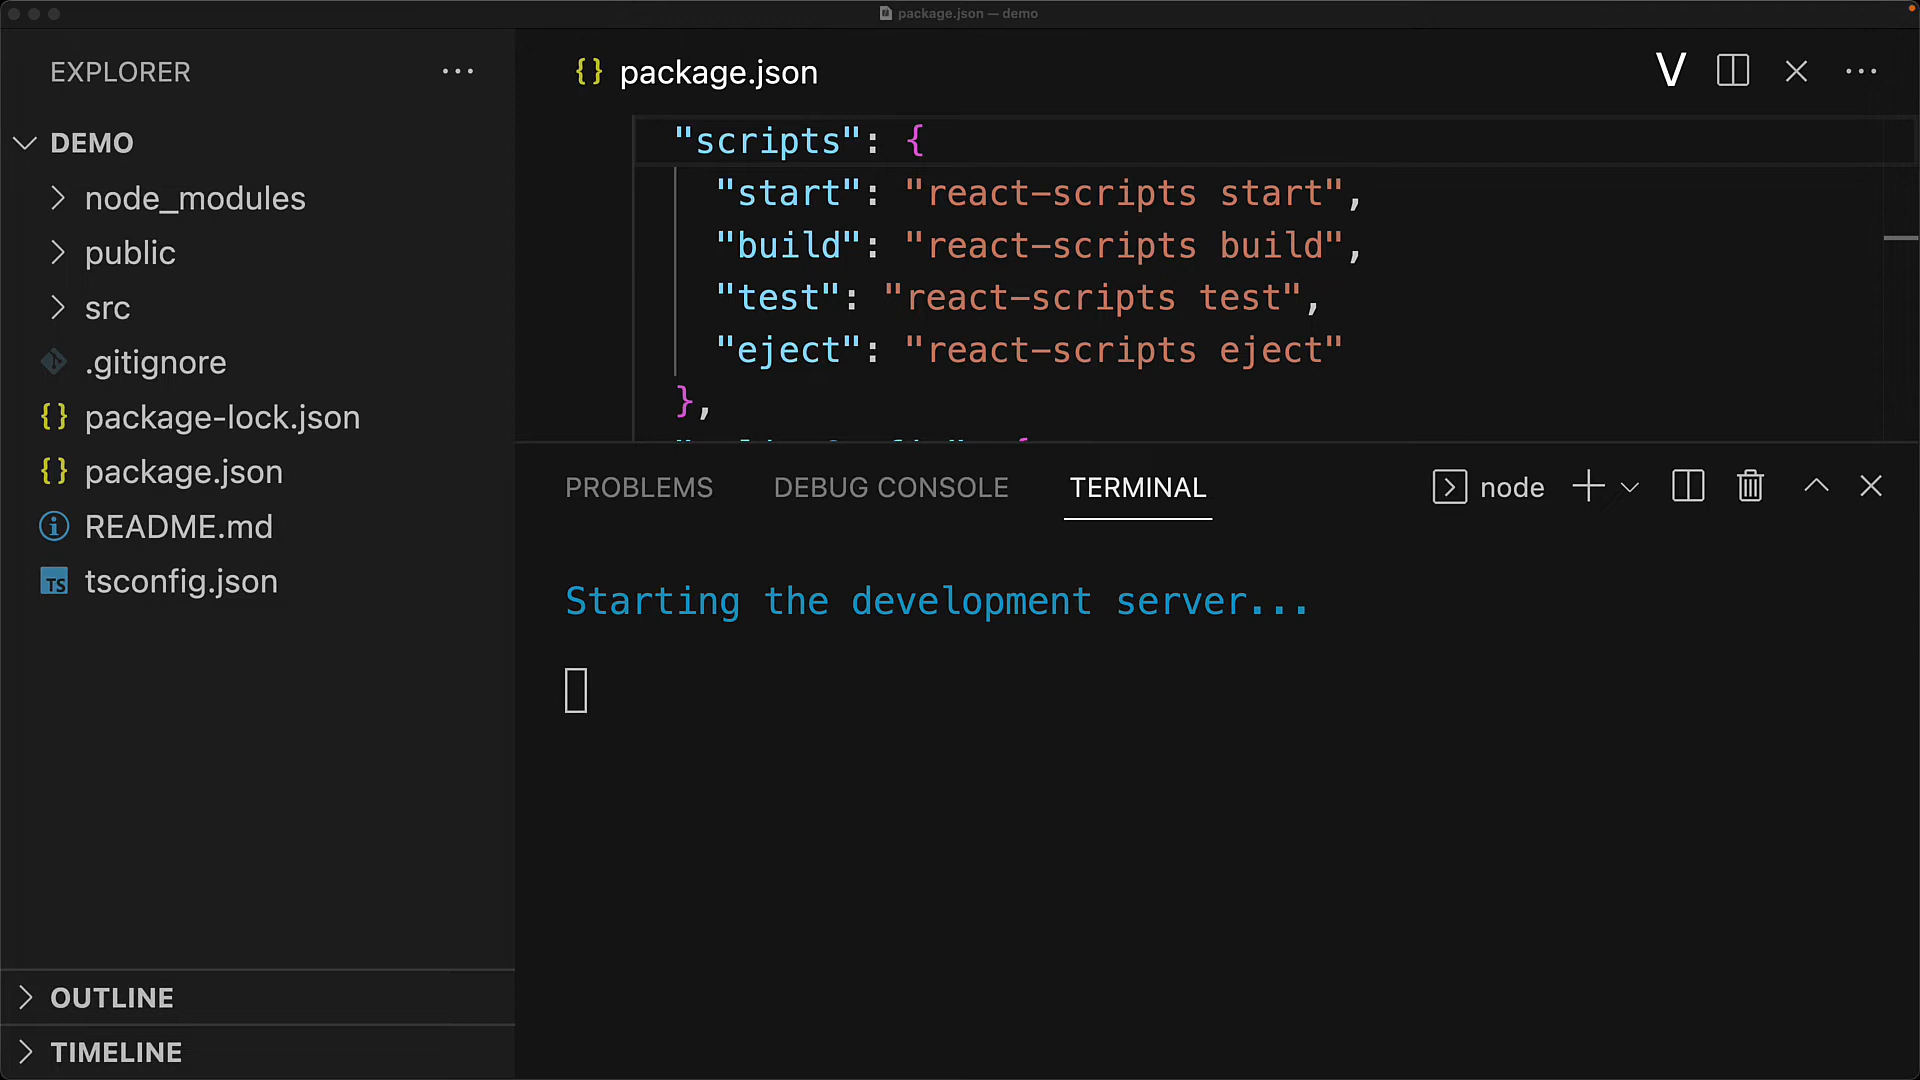 package.json — demo
EXPLORER
DEMO
node_modules
public
src
.gitignore
package-lock.json
package.json
README.md
tsconfig.json
OUTLINE
TIMELINE
package.json
"scripts": {
"start": "react-scripts start",
"build": "react-scripts build",
"test": "react-scripts test",
"eject": "react-scripts eject"
},
PROBLEMS DEBUG CONSOLE TERMINAL node
Starting the development server...